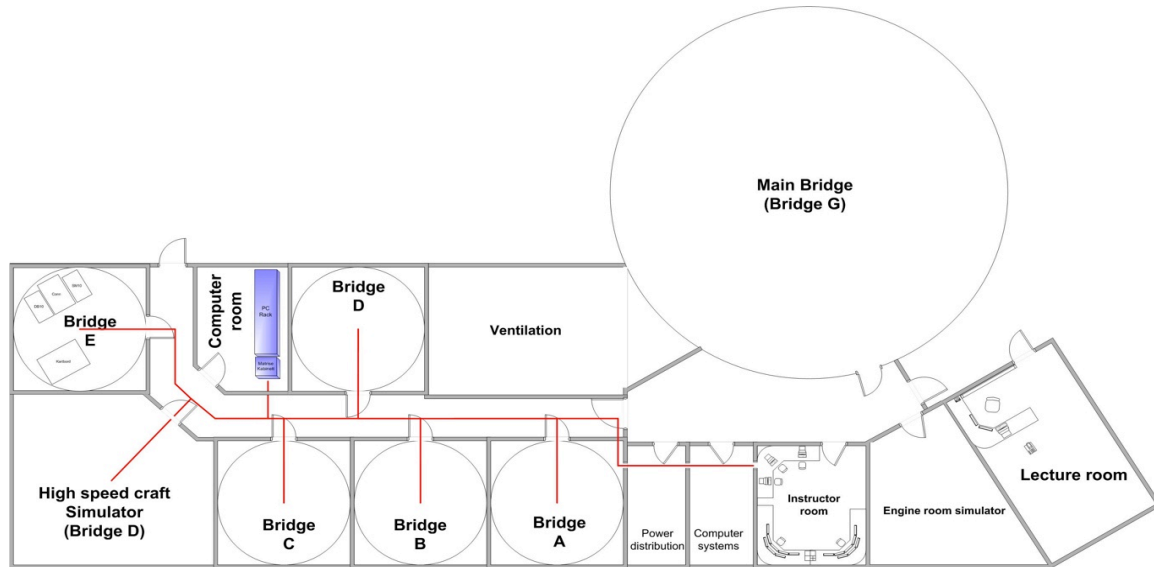 Main Bridge
(Bridge G)
Computer
room
PC
Rack
Bridge
D
Ventilation
Bridge
E
High speed craft
Simulator
(Bridge D)
Bridge
C
Bridge
B
Bridge
A
Power
distribution
Computer
systems
Instructor
room
Engine room simulator
Lecture room